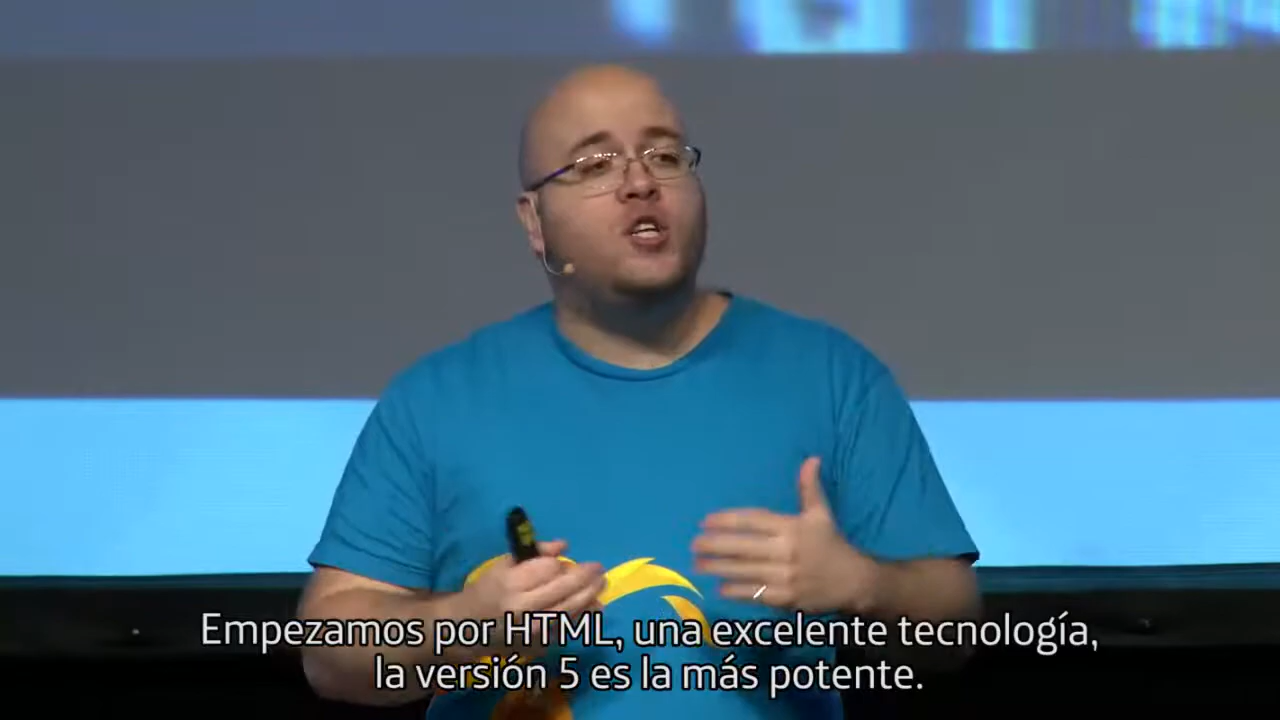 Empezamos por HTML, una excelente tecnología,
la versión 5 es la más potente.